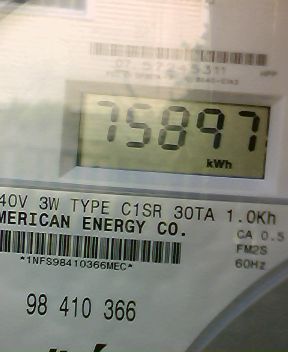 75897
kWh
40V 3W TYPE C1SR 30TA 1.0Kh
MERICAN ENERGY CO.
CA 0.5
FM2S
*1NFS98410366MEC*
60Hz
98 410 366